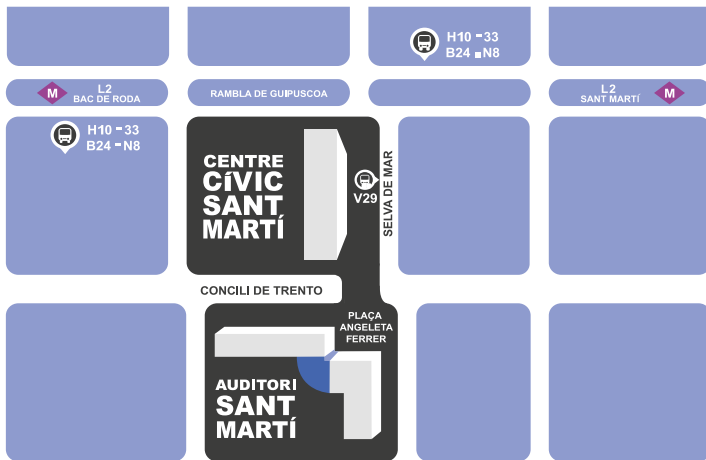 H10 - 33
B24 ■ N8
M
L2
BAC DE RODA
RAMBLA DE GUIPUSCOA
L2
SANT MARTÍ
M
H10 - 33
B24 - N8
CENTRE
CÍVIC
SANT
MARTÍ
V29
SELVA DE MAR
CONCILI DE TRENTO
PLAÇA
ANGELETA
FERRER
AUDITORI
SANT
MARTÍ